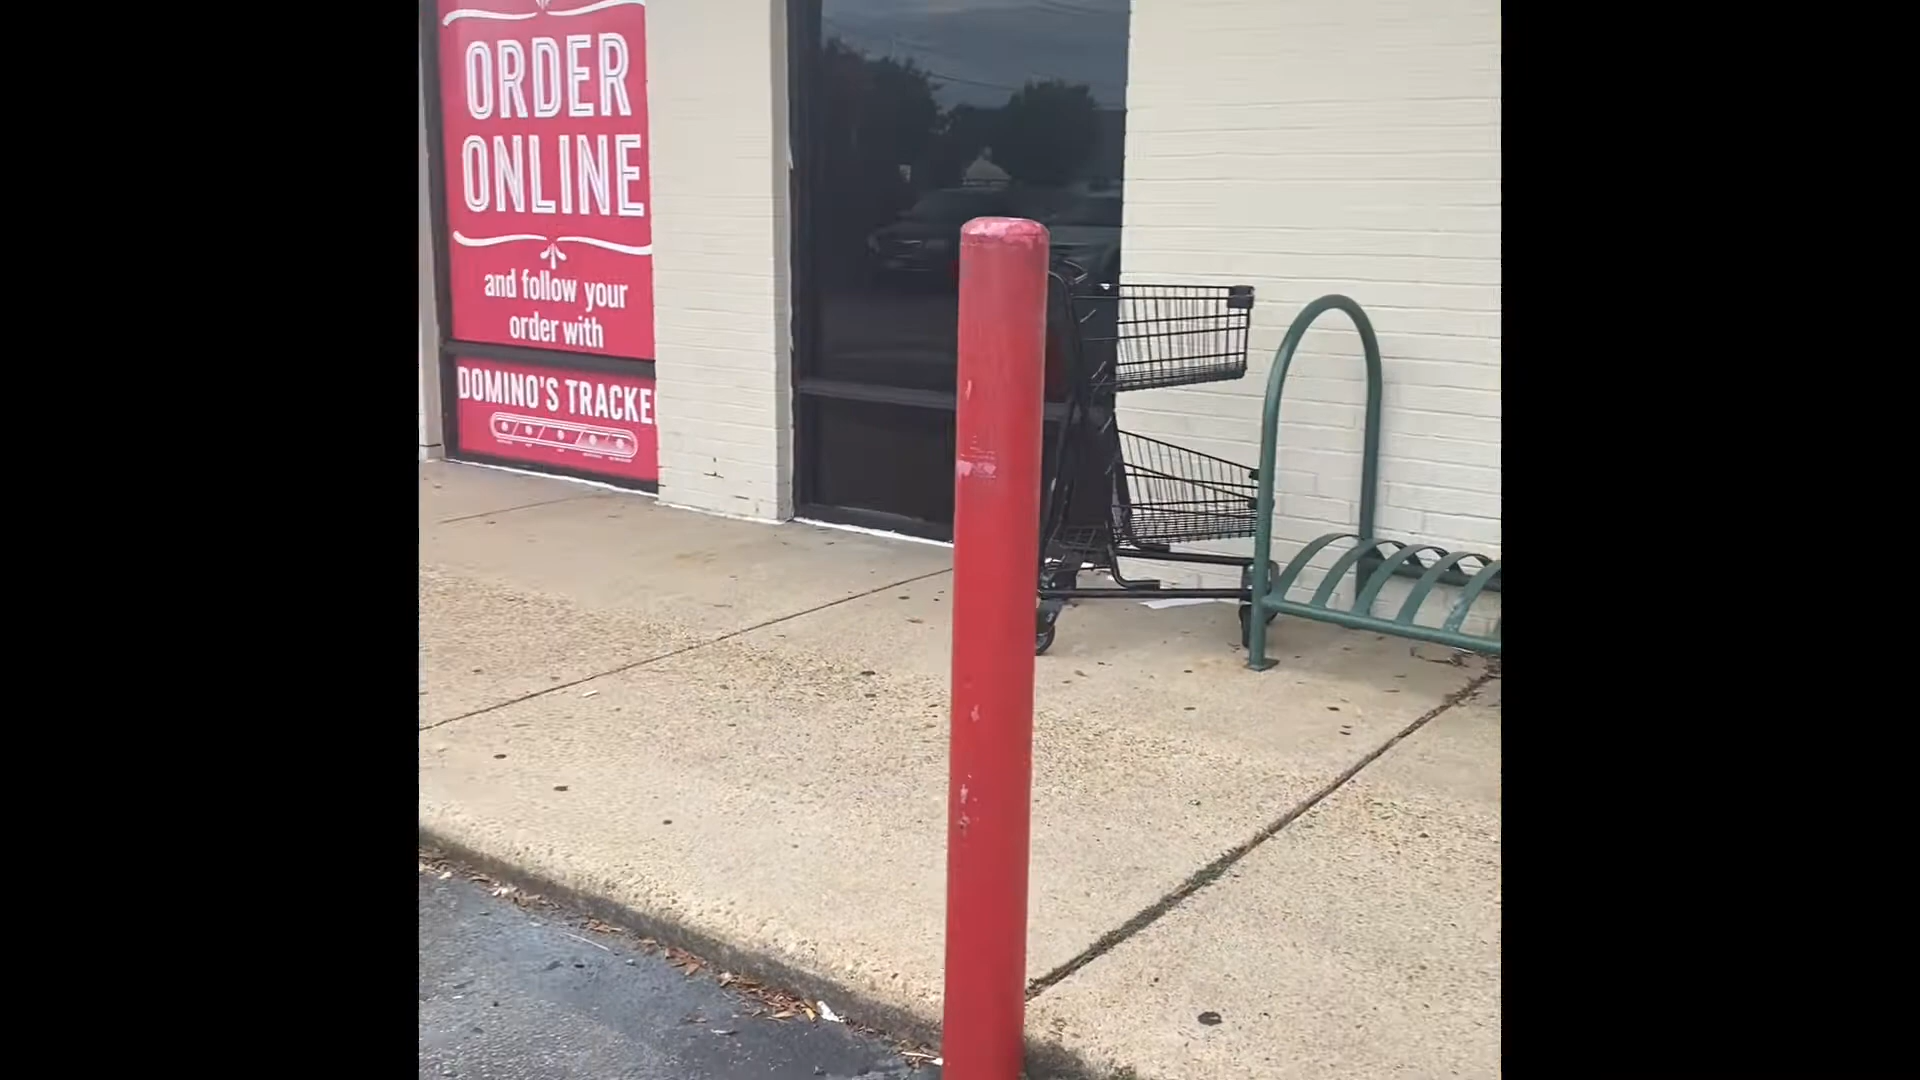 ORDER
ONLINE
and follow your
order with
DOMINO'S TRACKE